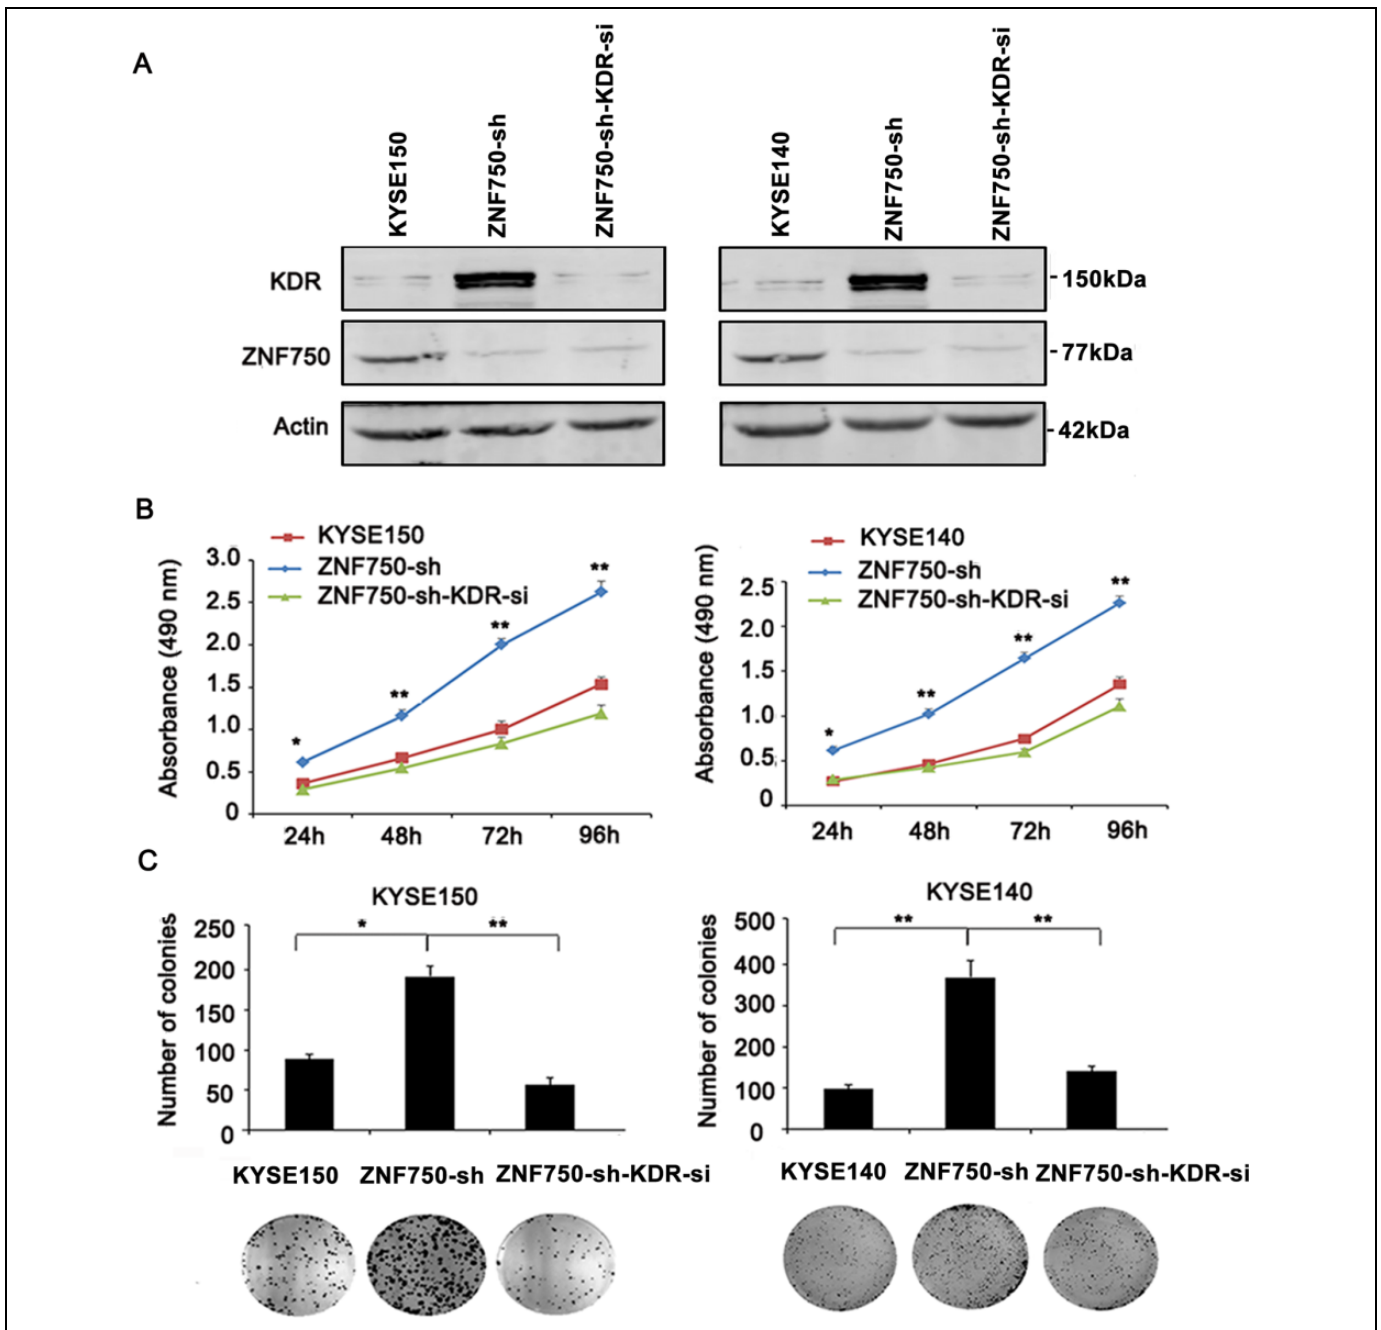 A
KYSE150
ZNF750-sh
ZNF750-sh-KDR-si
KYSE140
ZNF750-sh
ZNF750-sh-KDR-si
KDR
150kDa
ZNF750
77kDa
Actin
42kDa
B
KYSE150
ZNF750-sh
ZNF750-sh-KDR-si
Absorbance (490 nm)
3.0
2.5
2.0
1.5
1.0
0.5
0
*
**
**
**
24h 48h 72h 96h
KYSE140
ZNF750-sh
ZNF750-sh-KDR-si
Absorbance (490 nm)
2.5
2.0
1.5
1.0
0.5
0
*
**
**
**
24h 48h 72h 96h
C
KYSE150
Number of colonies
250
200
150
100
50
0
* **
KYSE150 ZNF750-sh ZNF750-sh-KDR-si
KYSE140
Number of colonies
500
400
300
200
100
0
** **
KYSE140 ZNF750-sh ZNF750-sh-KDR-si